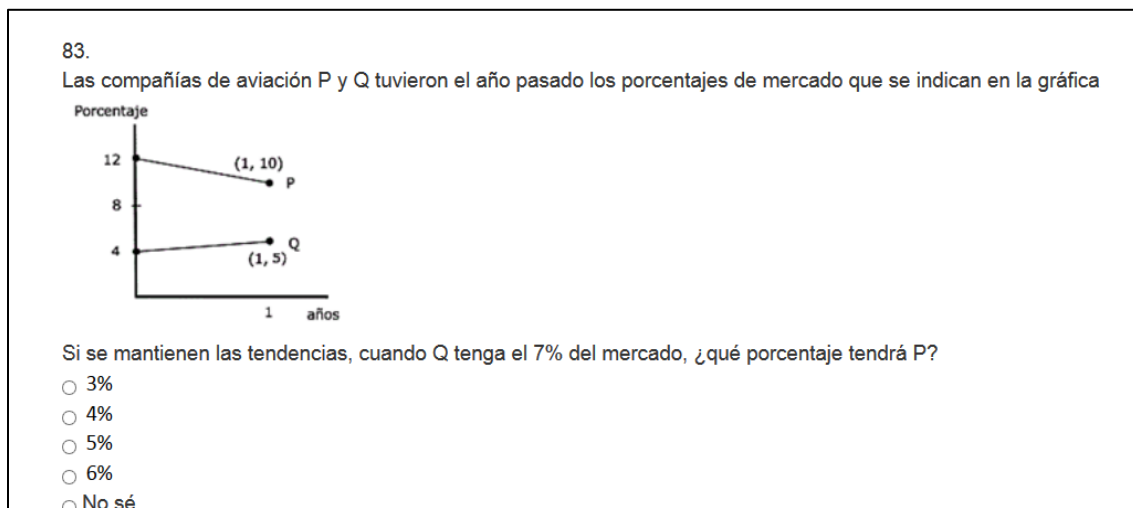 83.
Las compañías de aviación P y Q tuvieron el año pasado los porcentajes de mercado que se indican en la gráfica
Porcentaje
12
(1, 10)
P
8
Q
4
(1, 5)
1 años
Si se mantienen las tendencias, cuando Q tenga el 7% del mercado, ¿qué porcentaje tendrá P?
3%
4%
5%
6%
No sé